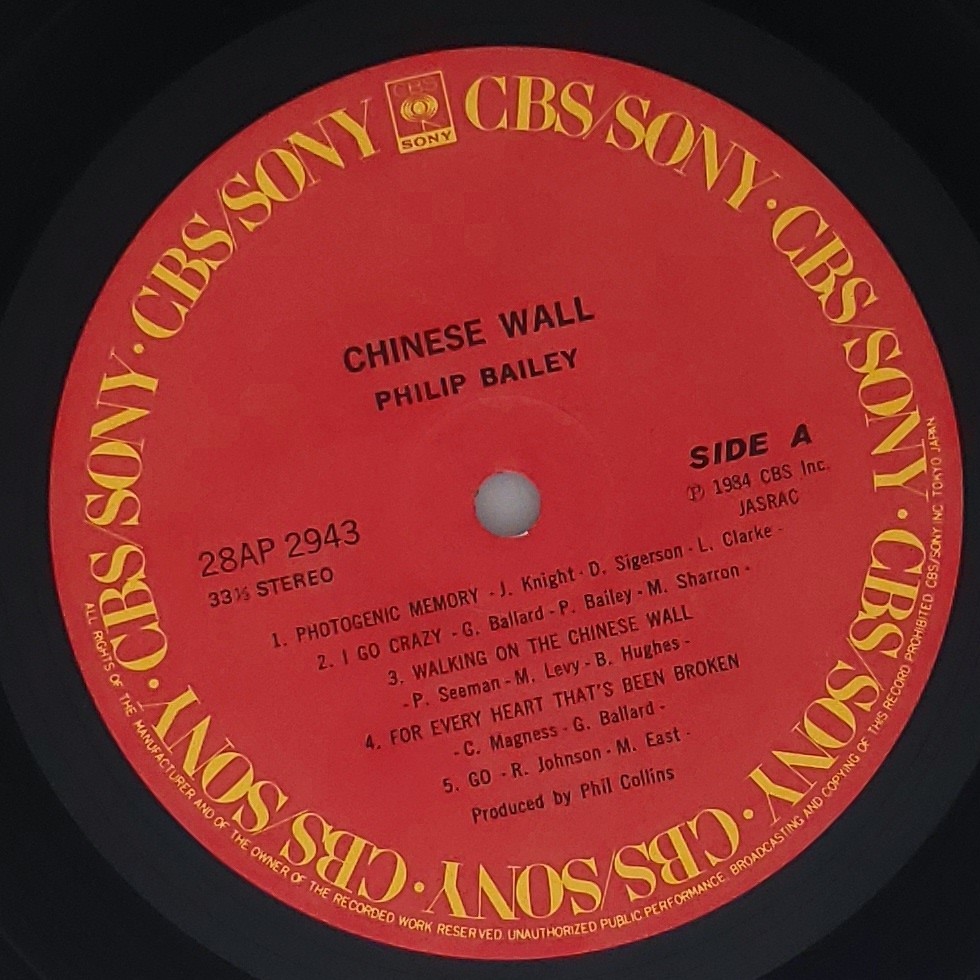 CBS
SONY
CBS/SONY · CBS/SONY · CBS/SONY · CBS/SONY · CBS/SONY · CBS/SONY · CBS/SONY · CBS/SONY
CHINESE WALL
PHILIP BAILEY
SIDE A
Ⓟ 1984 CBS Inc.
JASRAC
28AP 2943
33⅓ STEREO
1. PHOTOGENIC MEMORY - J. Knight · D. Sigerson · L. Clarke -
2. I GO CRAZY - G. Ballard - P. Bailey - M. Sharron -
3. WALKING ON THE CHINESE WALL
- P. Seeman - M. Levy - B. Hughes -
4. FOR EVERY HEART THAT'S BEEN BROKEN
- C. Magness · G. Ballard -
5. GO - R. Johnson · M. East -
Produced by Phil Collins
ALL RIGHTS OF THE MANUFACTURER AND OF THE OWNER OF THE RECORDED WORK RESERVED. UNAUTHORIZED PUBLIC PERFORMANCE, BROADCASTING AND COPYING OF THIS RECORD PROHIBITED CBS/SONY INC TOKYO JAPAN